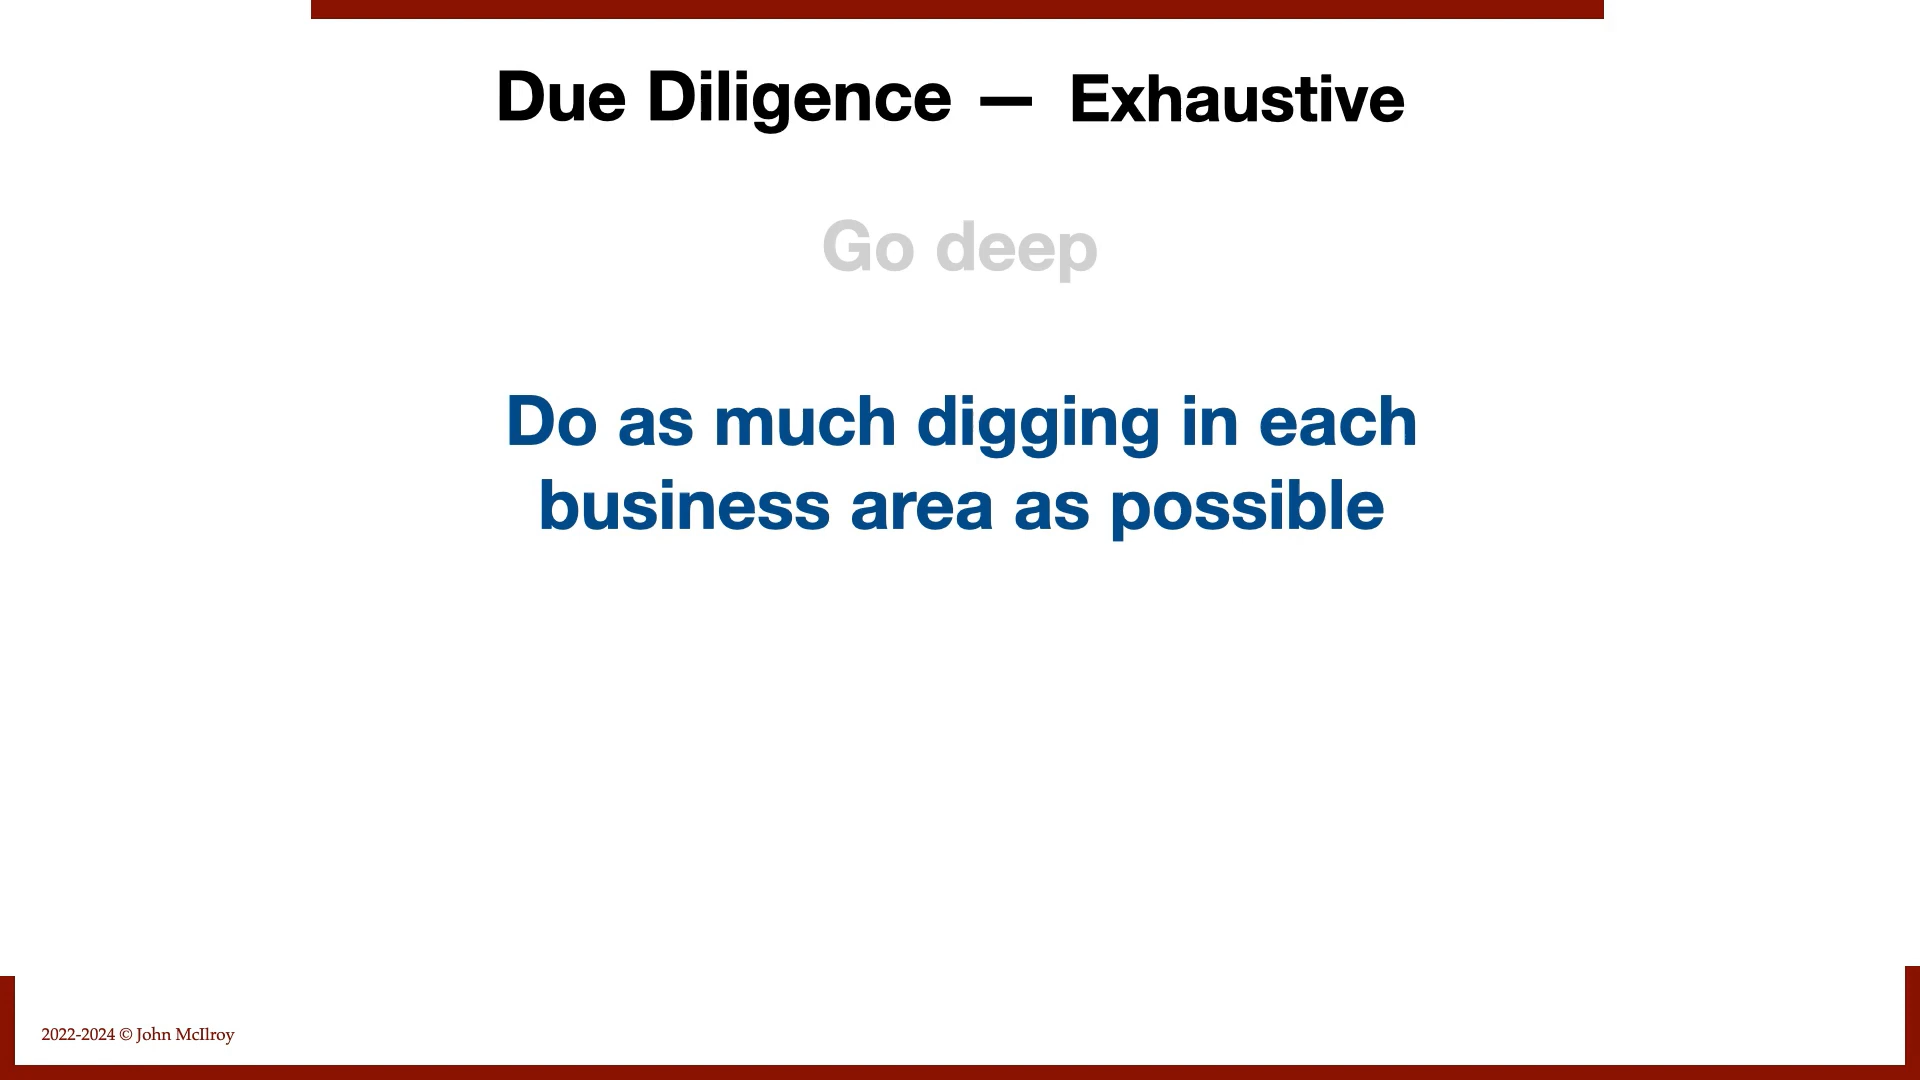 Due Diligence — Exhaustive
Go deep
Do as much digging in each
business area as possible
2022-2024 © John McIlroy